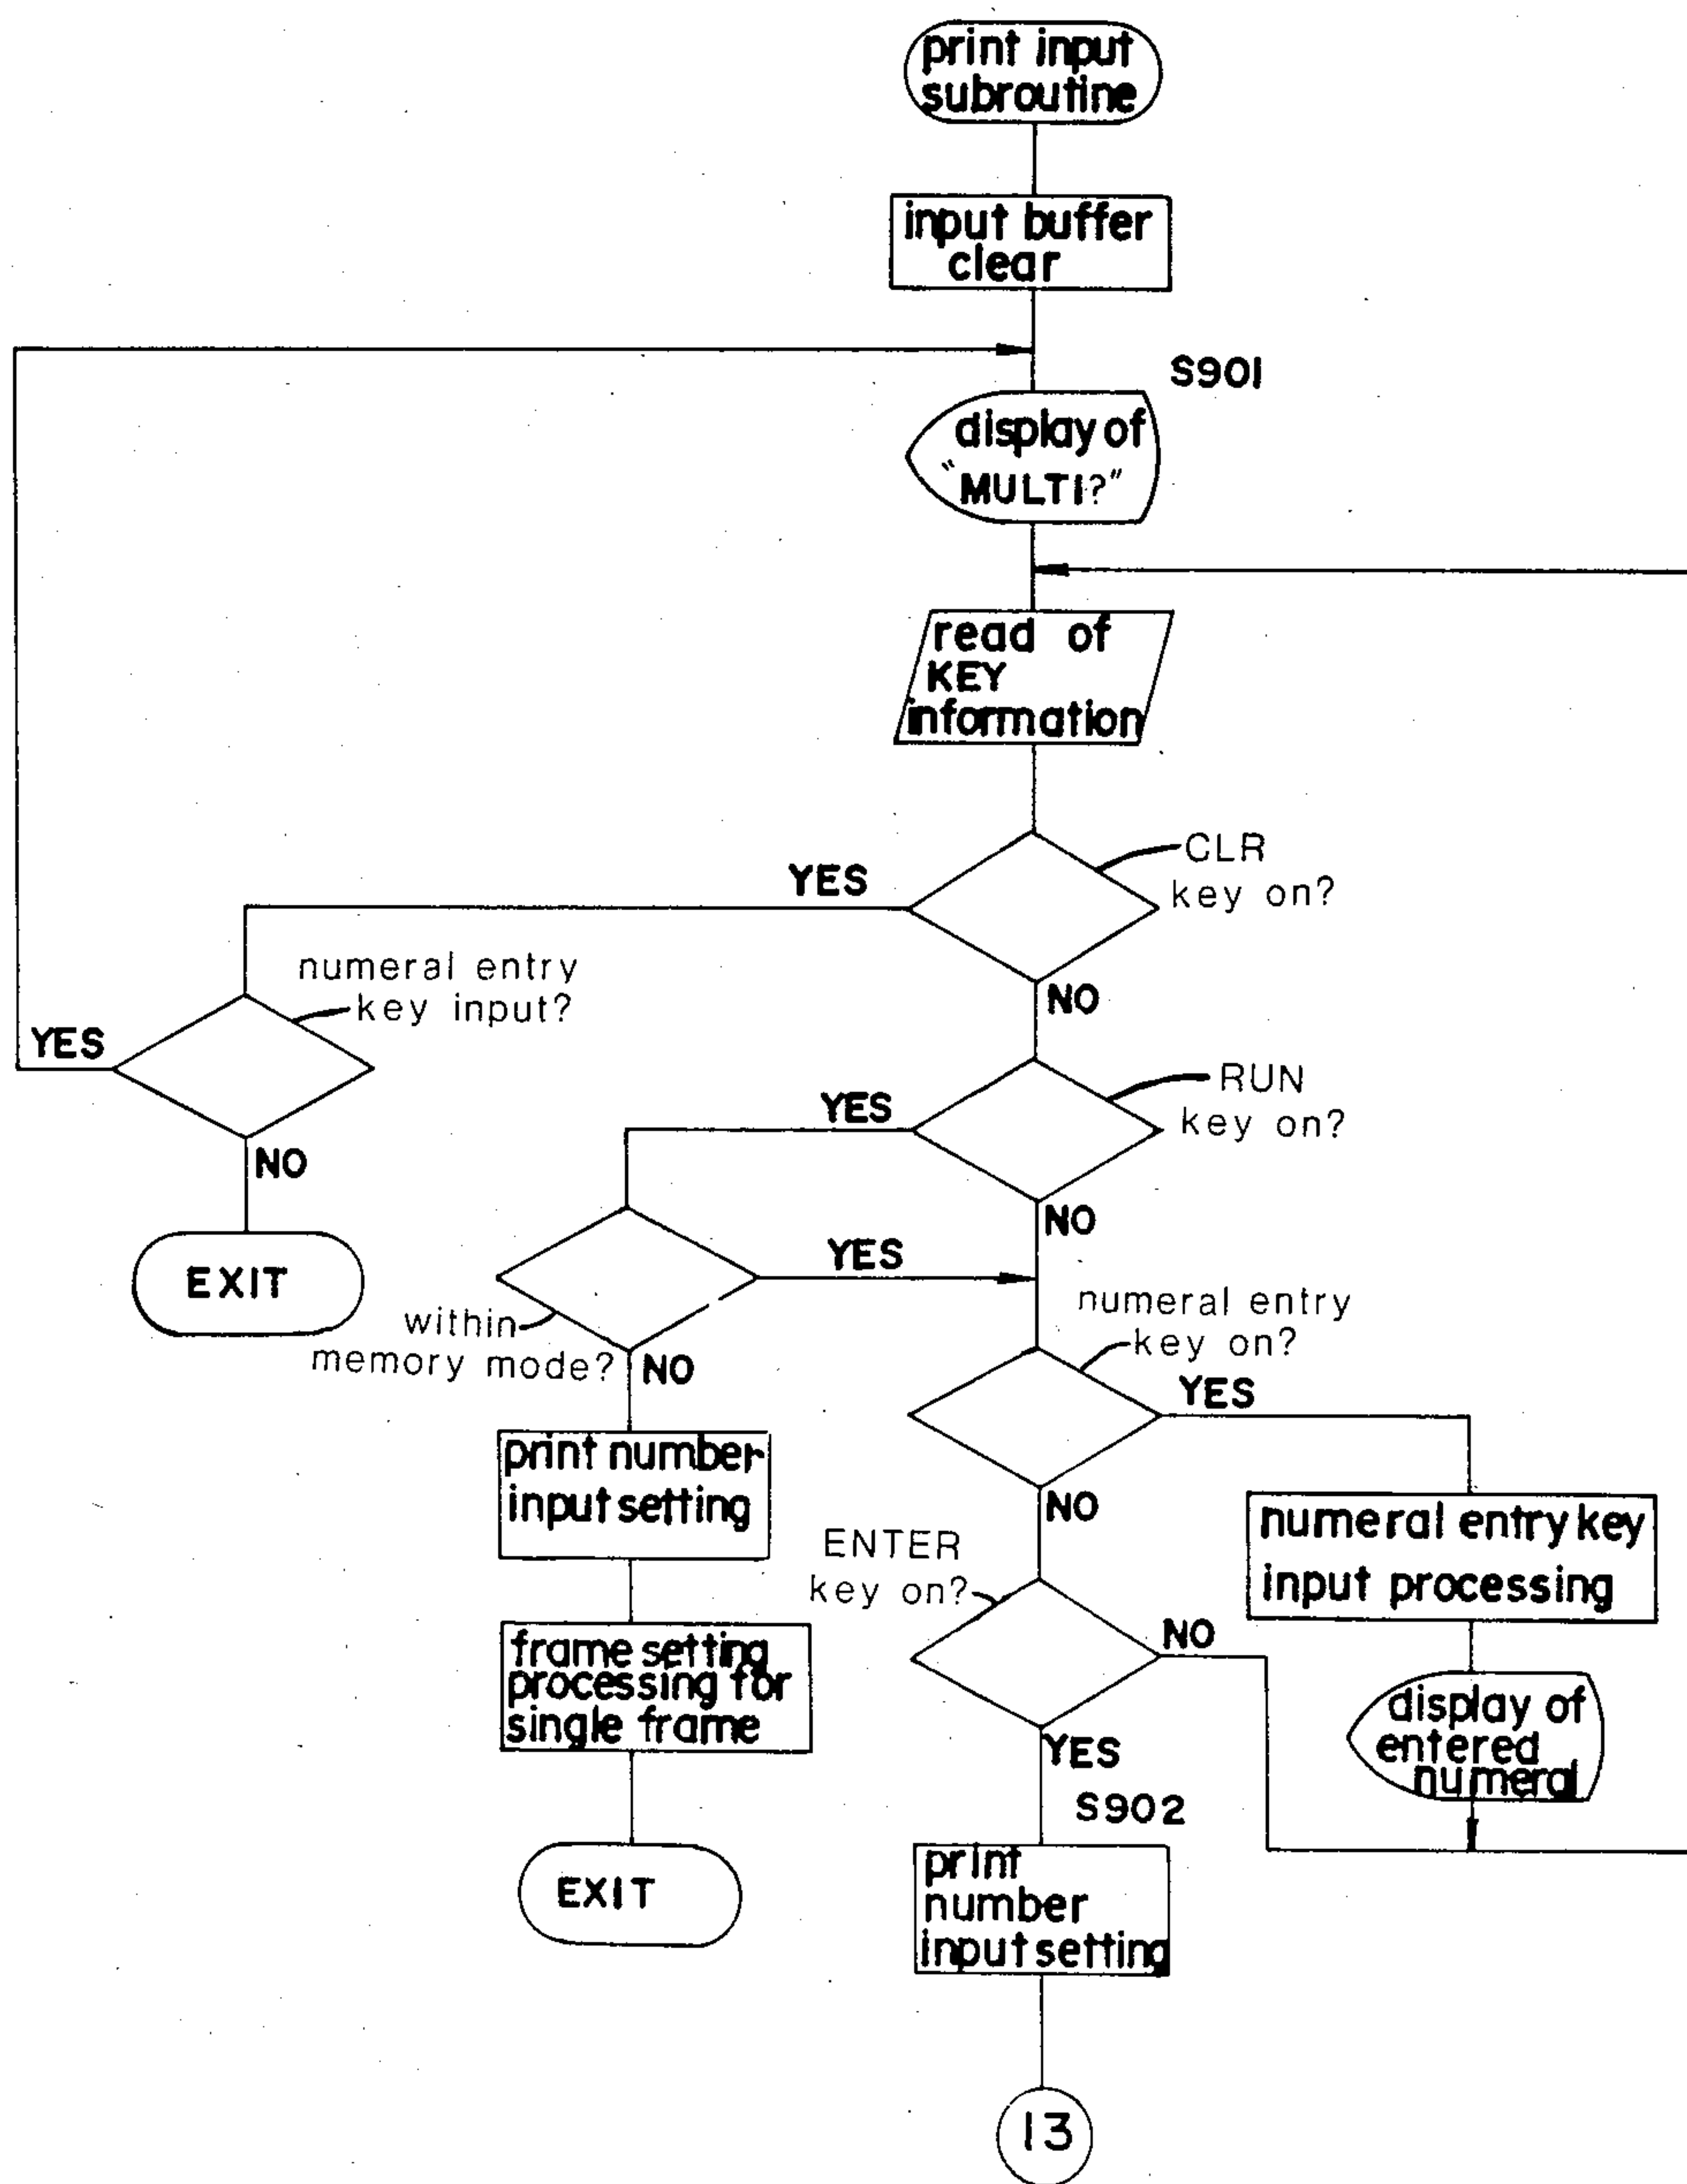 print input
subroutine
input buffer
clear
S901
display of
"MULTI?"
read of
KEY
information
CLR
key on?
YES
NO
numeral entry
key input?
YES
NO
EXIT
RUN
key on?
YES
NO
within
memory mode?
YES
NO
print number
input setting
frame setting
processing for
single frame
EXIT
numeral entry
key on?
YES
NO
numeral entry key
input processing
display of
entered
numeral
ENTER
key on?
NO
YES
S902
print
number
input setting
13